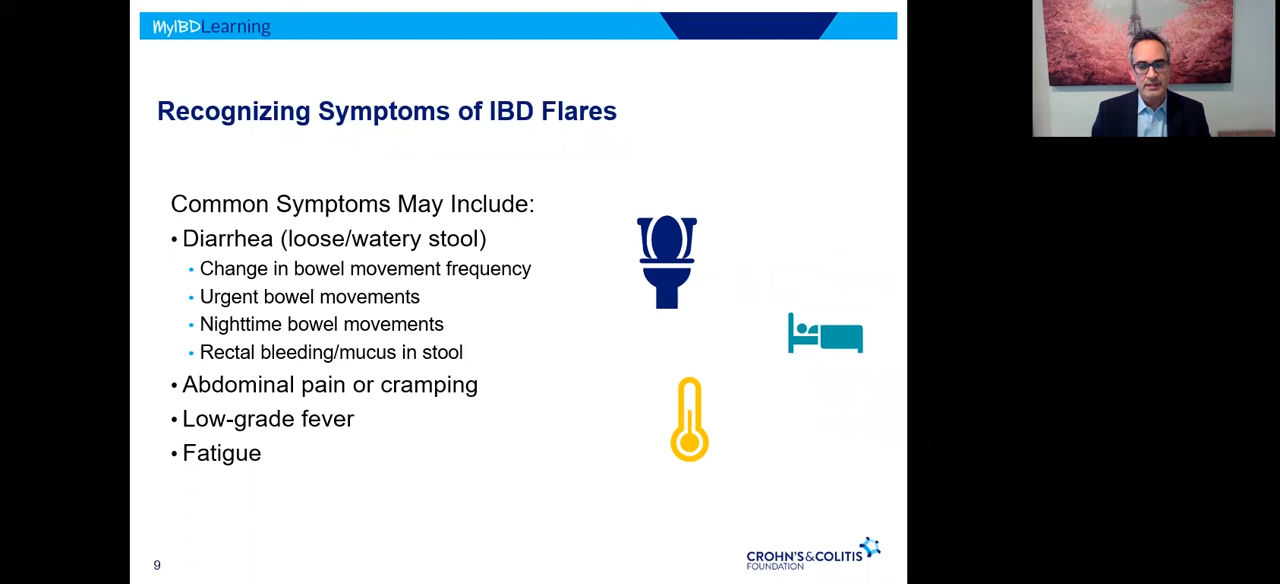 MyIBDLearning
Recognizing Symptoms of IBD Flares
Common Symptoms May Include:
• Diarrhea (loose/watery stool)
• Change in bowel movement frequency
• Urgent bowel movements
• Nighttime bowel movements
• Rectal bleeding/mucus in stool
• Abdominal pain or cramping
• Low-grade fever
• Fatigue
9
CROHN'S&COLITIS
FOUNDATION